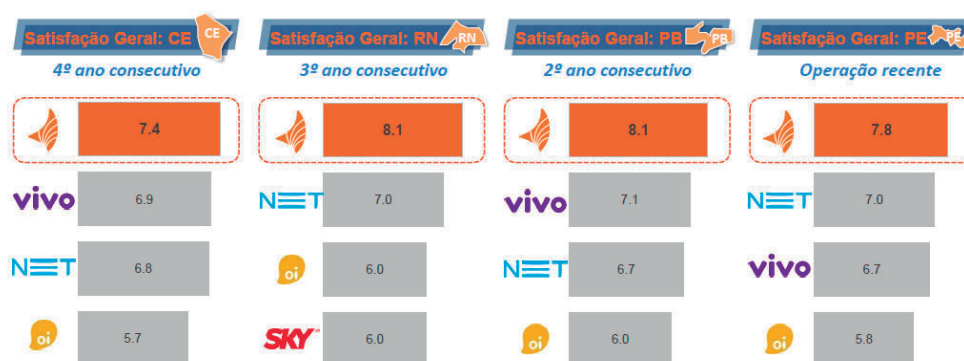 Satisfação Geral: CE
CE
4º ano consecutivo
7.4
vivo
6.9
NET
6.8
oi
5.7
Satisfação Geral: RN
RN
3º ano consecutivo
8.1
NET
7.0
oi
6.0
SKY
6.0
Satisfação Geral: PB
PB
2º ano consecutivo
8.1
vivo
7.1
NET
6.7
oi
6.0
Satisfação Geral: PE
PE
Operação recente
7.8
NET
7.0
vivo
6.7
oi
5.8